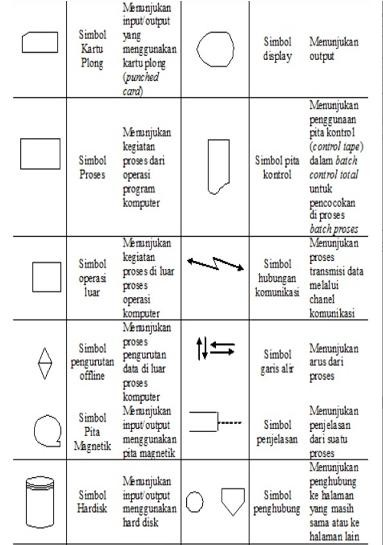 Simbol
Kartu
Plong
Menunjukan
input/output
yang
menggunakan
kartu plong
(punched
card)
Simbol
display
Menunjukan
output
Simbol
Proses
Menunjukan
kegiatan
proses dari
operasi
program
komputer
Simbol pita
kontrol
Menunjukan
penggunaan
pita kontrol
(control tape)
dalam batch
control total
untuk
pencocokan
di proses
batch proses
Simbol
operasi
luar
Menunjukan
kegiatan
proses di luar
proses
operasi
komputer
Simbol
hubungan
komunikasi
Menunjukan
proses
transmisi data
melalui
chanel
komunikasi
Simbol
pengurutan
offline
Menunjukan
proses
pengurutan
data di luar
proses
komputer
Simbol
garis alir
Menunjukan
arus dari
proses
Simbol
Pita
Magnetik
Menunjukan
input/output
menggunakan
pita magnetik
Simbol
penjelasan
Menunjukan
penjelasan
dari suatu
proses
Simbol
Hardisk
Menunjukan
input/output
menggunakan
hard disk
Simbol
penghubung
Menunjukan
penghubung
ke halaman
yang masih
sama atau ke
halaman lain